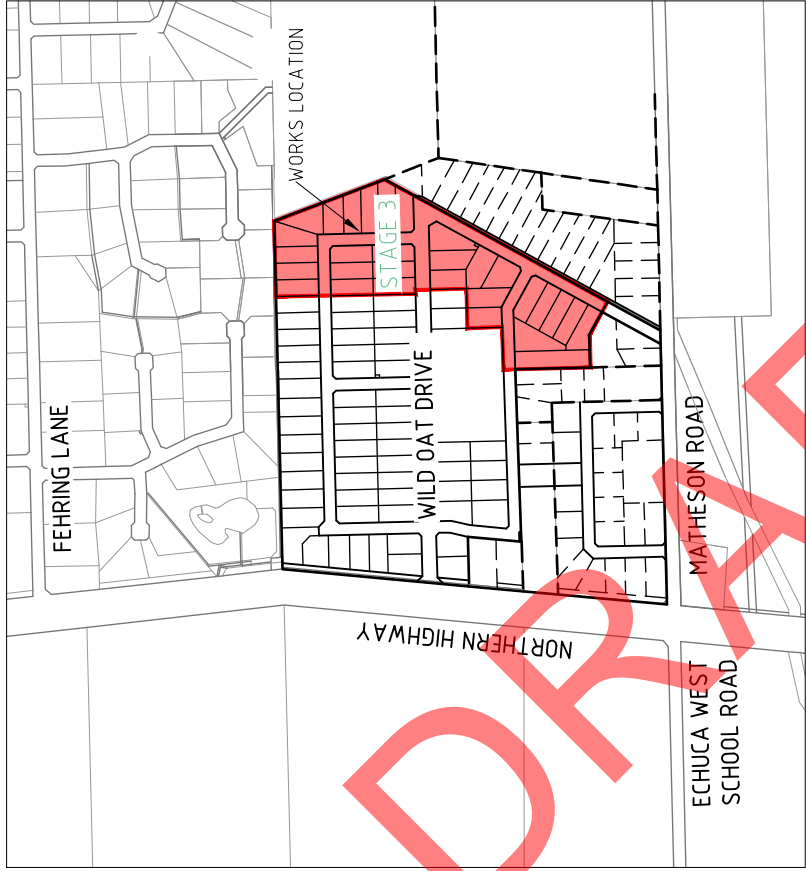 WORKS LOCATION
STAGE 3
FEHRING LANE
WILD OAT DRIVE
MATHESON ROAD
NORTHERN HIGHWAY
ECHUCA WEST
SCHOOL ROAD
DRAF